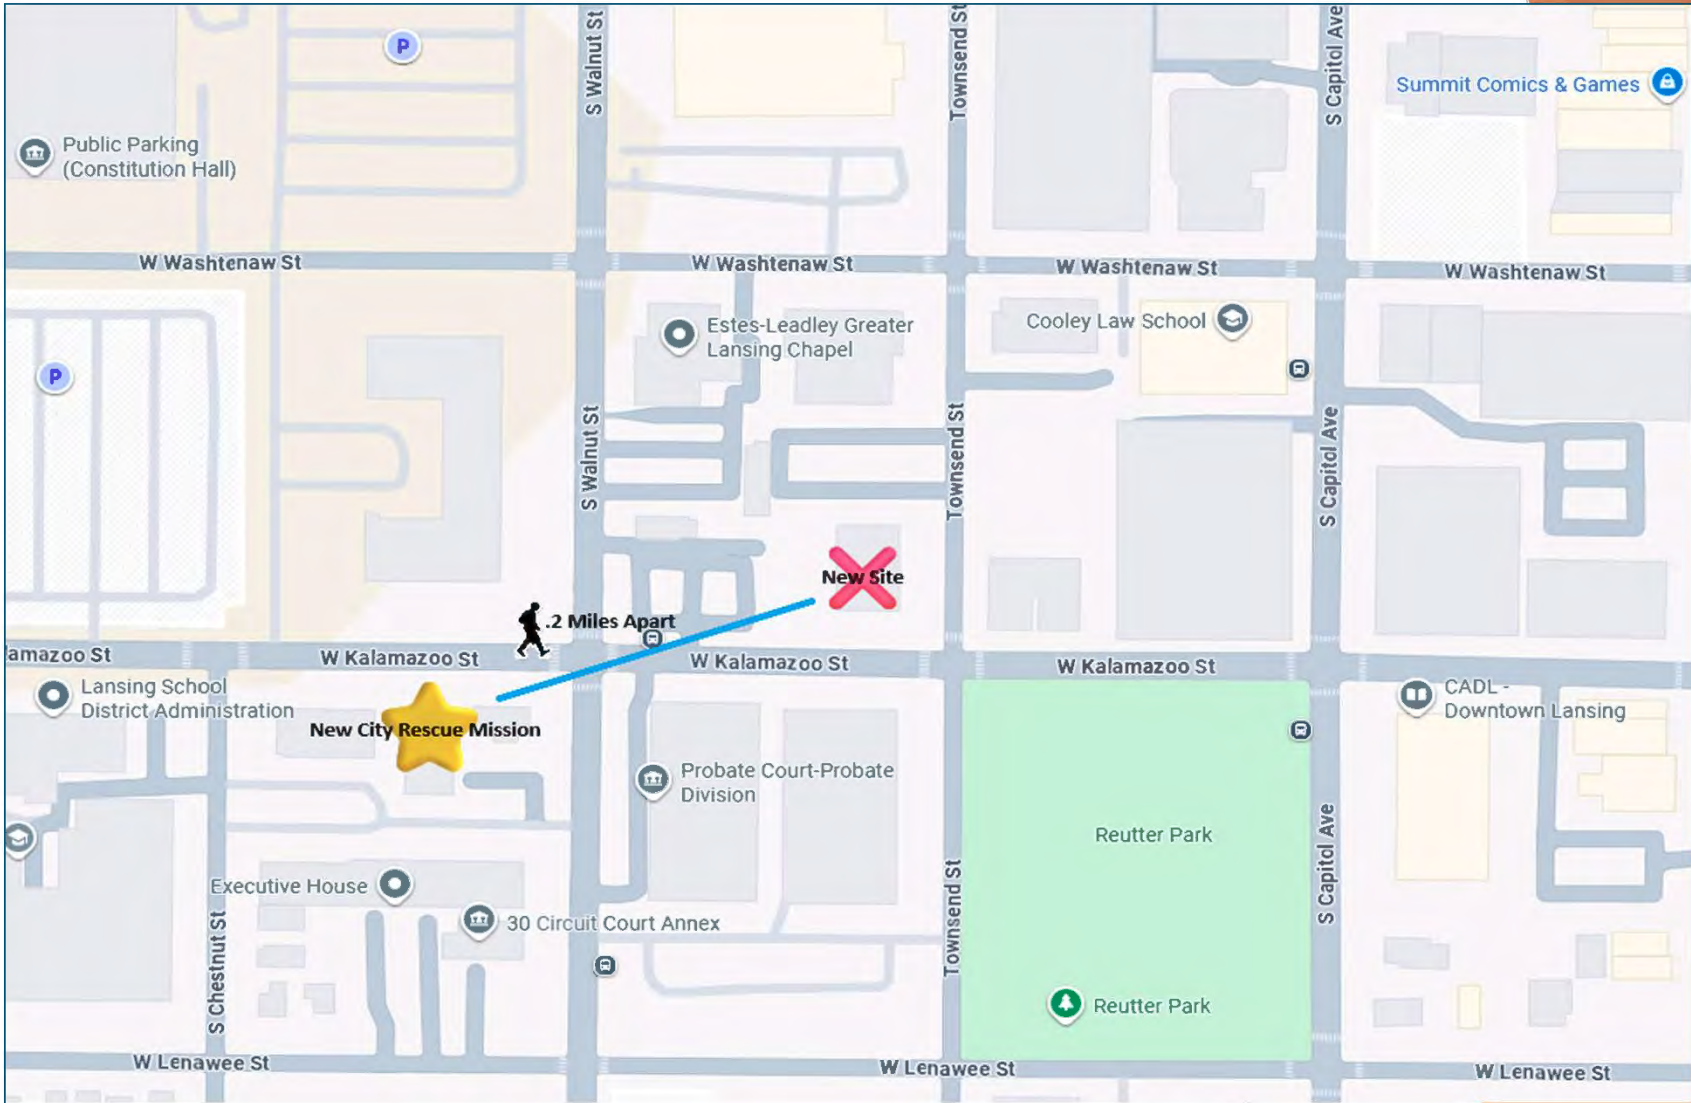 S Walnut St
Townsend St
S Capitol Ave
P
Summit Comics & Games
Public Parking
(Constitution Hall)
W Washtenaw St
W Washtenaw St
W Washtenaw St
W Washtenaw St
Estes-Leadley Greater
Lansing Chapel
Cooley Law School
P
S Walnut St
Townsend St
S Capitol Ave
New Site
.2 Miles Apart
amazoo St
W Kalamazoo St
W Kalamazoo St
W Kalamazoo St
Lansing School
District Administration
CADL -
Downtown Lansing
New City Rescue Mission
Probate Court-Probate
Division
Reutter Park
S Capitol Ave
Executive House
30 Circuit Court Annex
S Chestnut St
Townsend St
Reutter Park
W Lenawee St
W Lenawee St
W Lenawee St